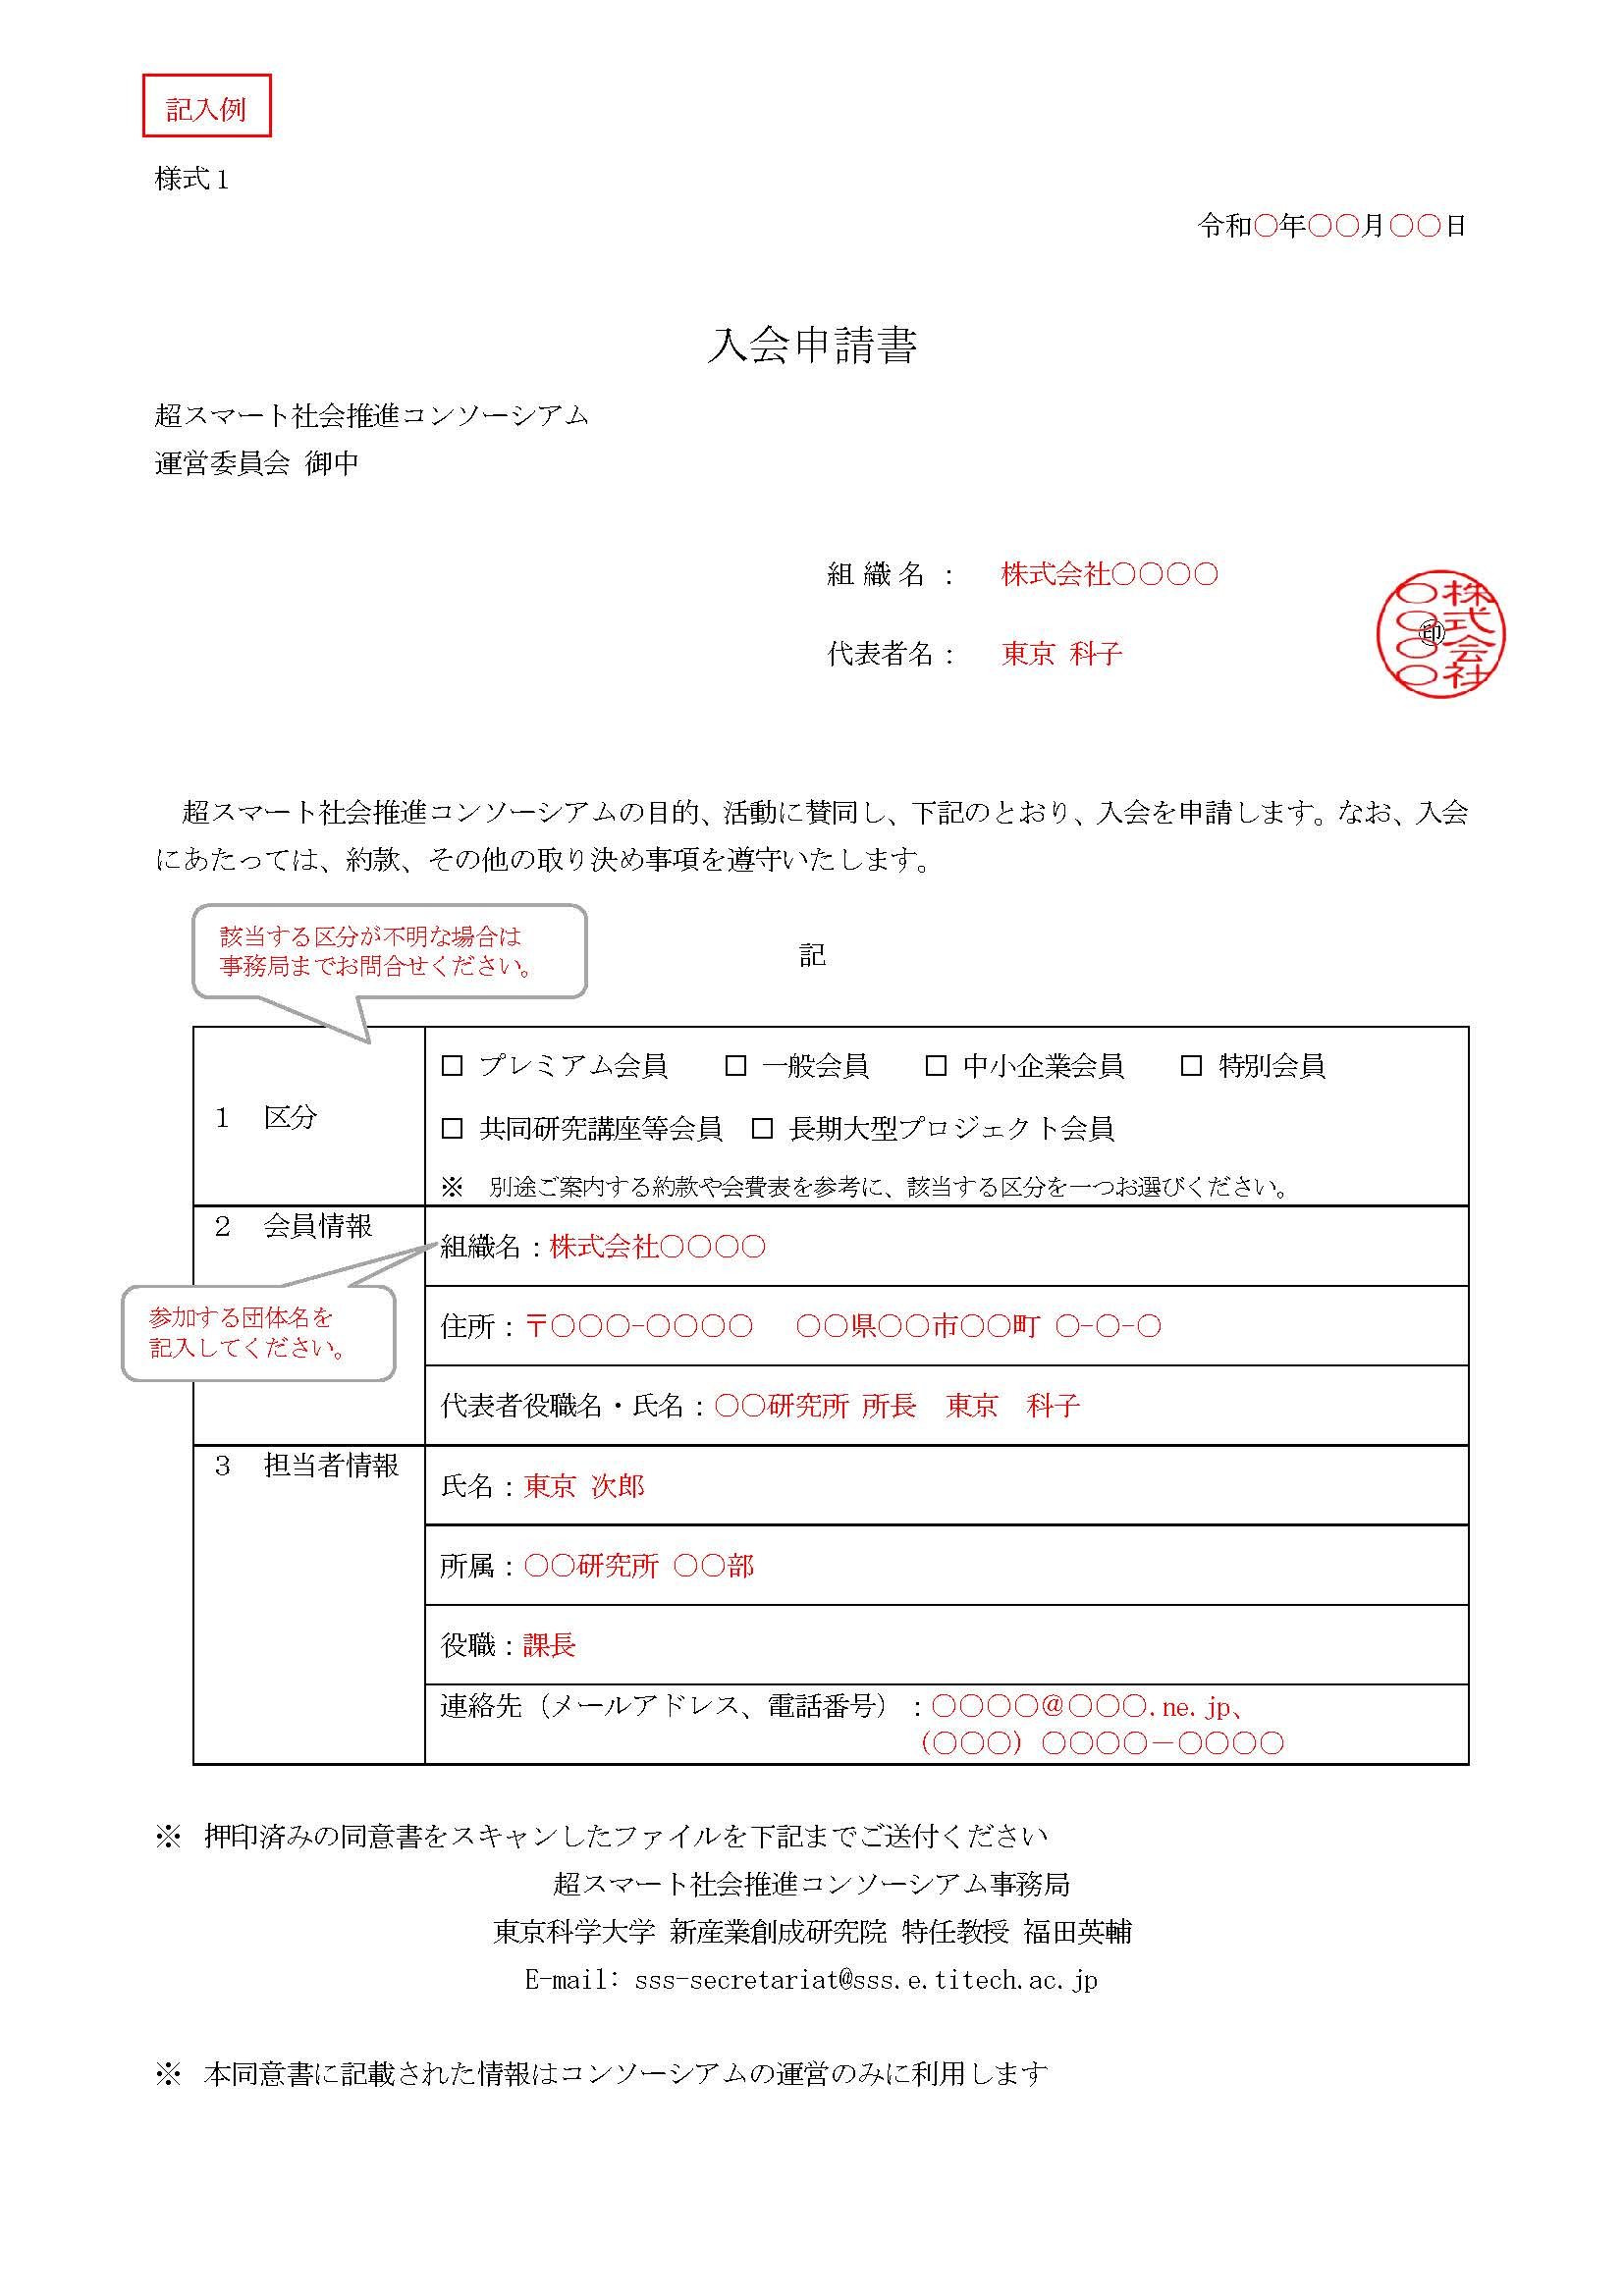 記入例
様式１
令和○年○○月○○日
入会申請書
超スマート社会推進コンソーシアム
運営委員会 御中
組 織 名 ： 株式会社○○○○
代表者名： 東京 科子
㊞
株式会社
○○○○
超スマート社会推進コンソーシアムの目的、活動に賛同し、下記のとおり、入会を申請します。なお、入会
にあたっては、約款、その他の取り決め事項を遵守いたします。
該当する区分が不明な場合は
事務局までお問合せください。
記
１　区分
□ プレミアム会員　　□ 一般会員　　□ 中小企業会員　　□ 特別会員
□ 共同研究講座等会員　□ 長期大型プロジェクト会員
※　別途ご案内する約款や会費表を参考に、該当する区分を一つお選びください。
２　会員情報
組織名：株式会社○○○○
参加する団体名を
記入してください。
住所：〒○○○-○○○○　○○県○○市○○町 ○-○-○
代表者役職名・氏名：○○研究所 所長　東京　科子
３　担当者情報
氏名：東京 次郎
所属：○○研究所 ○○部
役職：課長
連絡先（メールアドレス、電話番号）：○○○○@○○○.ne.jp、
（○○○）○○○○－○○○○
※ 押印済みの同意書をスキャンしたファイルを下記までご送付ください
超スマート社会推進コンソーシアム事務局
東京科学大学 新産業創成研究院 特任教授 福田英輔
E-mail: sss-secretariat@sss.e.titech.ac.jp
※ 本同意書に記載された情報はコンソーシアムの運営のみに利用します